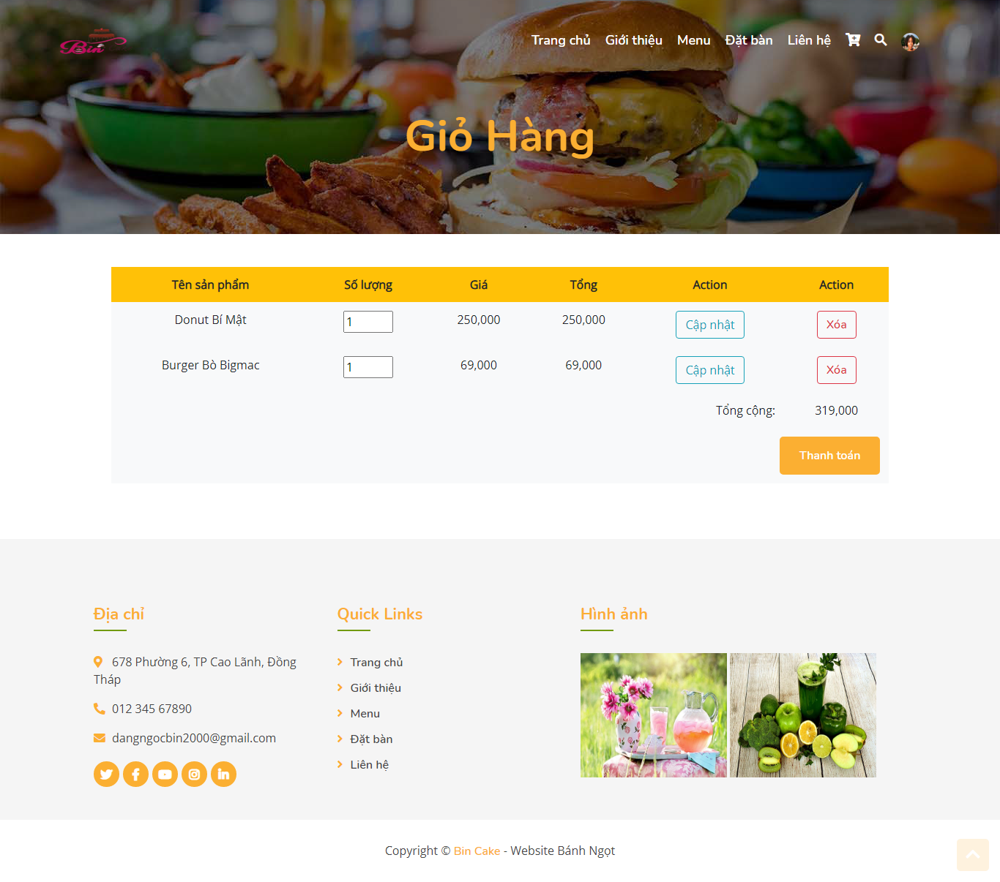 Bin
Trang chủ Giới thiệu Menu Đặt bàn Liên hệ
Giỏ Hàng
Tên sản phẩm Số lượng Giá Tổng Action Action
Donut Bí Mật 1 250,000 250,000 Cập nhật Xóa
Burger Bò Bigmac 1 69,000 69,000 Cập nhật Xóa
Tổng cộng: 319,000
Thanh toán
Địa chỉ
678 Phường 6, TP Cao Lãnh, Đồng
Tháp
012 345 67890
dangngocbin2000@gmail.com
Quick Links
Trang chủ
Giới thiệu
Menu
Đặt bàn
Liên hệ
Hình ảnh
Copyright © Bin Cake - Website Bánh Ngọt